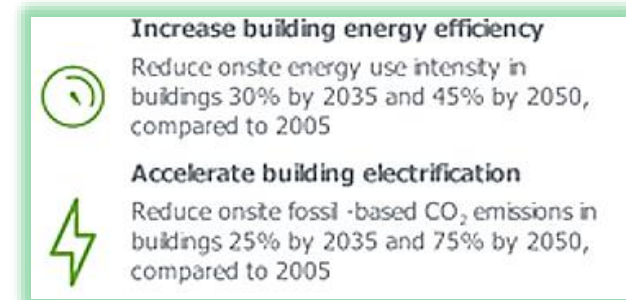 Increase building energy efficiency
Reduce onsite energy use intensity in
buildings 30% by 2035 and 45% by 2050,
compared to 2005
Accelerate building electrification
Reduce onsite fossil -based CO₂ emissions in
buildings 25% by 2035 and 75% by 2050,
compared to 2005